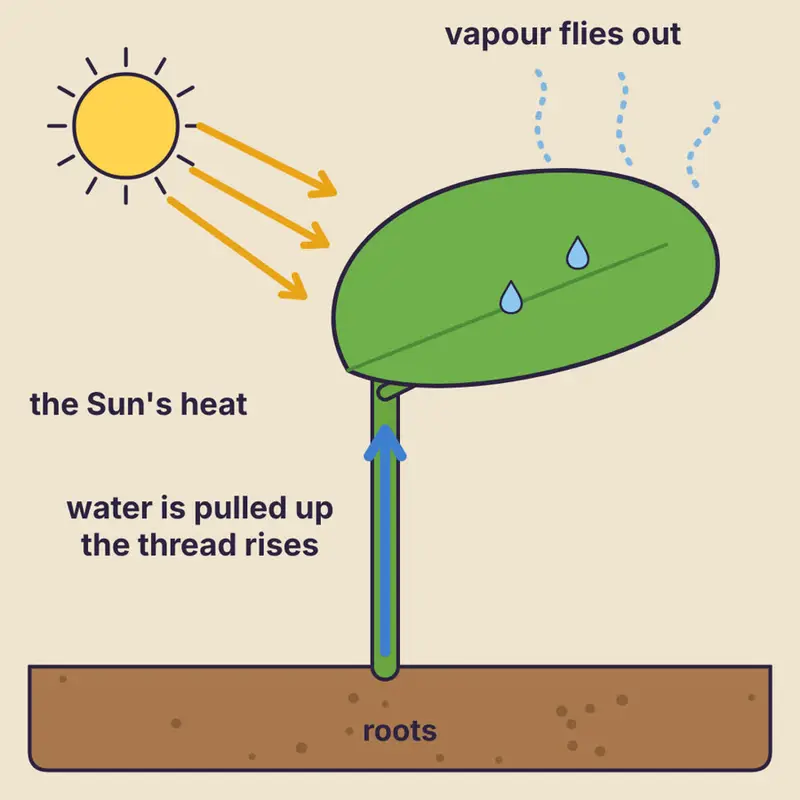 vapour flies out
the Sun's heat
water is pulled up
the thread rises
roots